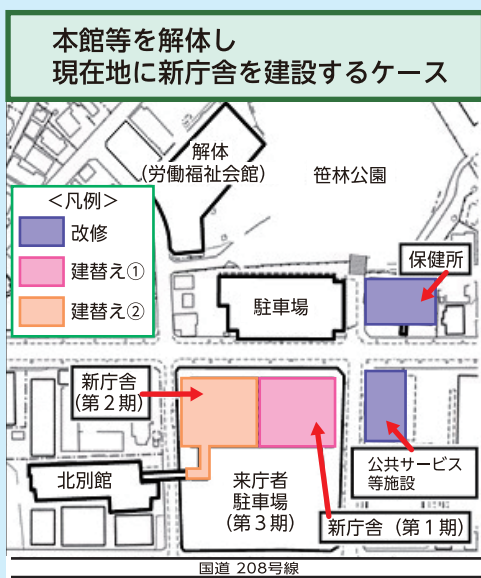 本館等を解体し
現在地に新庁舎を建設するケース
解体
(労働福祉会館)
笹林公園
＜凡例＞
改修
建替え①
建替え②
保健所
駐車場
新庁舎
(第２期)
北別館
来庁者
駐車場
(第３期)
公共サービス
等施設
新庁舎（第１期）
国道 208号線